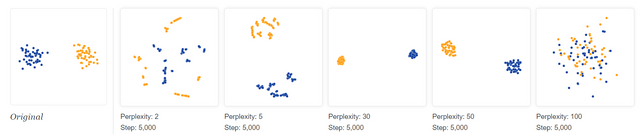 Original
Perplexity: 2
Step: 5,000
Perplexity: 5
Step: 5,000
Perplexity: 30
Step: 5,000
Perplexity: 50
Step: 5,000
Perplexity: 100
Step: 5,000